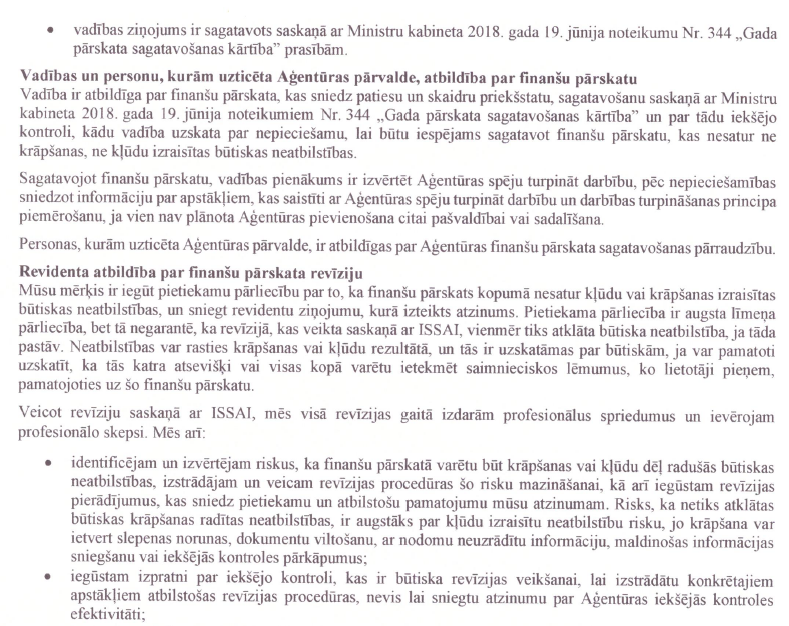 • vadības ziņojums ir sagatavots saskaņā ar Ministru kabineta 2018. gada 19. jūnija noteikumu Nr. 344 „Gada
pārskata sagatavošanas kārtība” prasībām.
Vadības un personu, kurām uzticēta Aģentūras pārvalde, atbildība par finanšu pārskatu
Vadība ir atbildīga par finanšu pārskata, kas sniedz patiesu un skaidru priekšstatu, sagatavošanu saskaņā ar Ministru
kabineta 2018. gada 19. jūnija noteikumiem Nr. 344 „Gada pārskata sagatavošanas kārtība” un par tādu iekšējo
kontroli, kādu vadība uzskata par nepieciešamu, lai būtu iespējams sagatavot finanšu pārskatu, kas nesatur ne
krāpšanas, ne kļūdu izraisītas būtiskas neatbilstības.
Sagatavojot finanšu pārskatu, vadības pienākums ir izvērtēt Aģentūras spēju turpināt darbību, pēc nepieciešamības
sniedzot informāciju par apstākļiem, kas saistīti ar Aģentūras spēju turpināt darbību un darbības turpināšanas principa
piemērošanu, ja vien nav plānota Aģentūras pievienošana citai pašvaldībai vai sadalīšana.
Personas, kurām uzticēta Aģentūras pārvalde, ir atbildīgas par Aģentūras finanšu pārskata sagatavošanas pārraudzību.
Revidenta atbildība par finanšu pārskata revīziju
Mūsu mērķis ir iegūt pietiekamu pārliecību par to, ka finanšu pārskats kopumā nesatur kļūdu vai krāpšanas izraisītas
būtiskas neatbilstības, un sniegt revidentu ziņojumu, kurā izteikts atzinums. Pietiekama pārliecība ir augsta līmeņa
pārliecība, bet tā negarantē, ka revīzijā, kas veikta saskaņā ar ISSAI, vienmēr tiks atklāta būtiska neatbilstība, ja tāda
pastāv. Neatbilstības var rasties krāpšanas vai kļūdu rezultātā, un tās ir uzskatāmas par būtiskām, ja var pamatoti
uzskatīt, ka tās katra atsevišķi vai visas kopā varētu ietekmēt saimnieciskos lēmumus, ko lietotāji pieņem,
pamatojoties uz šo finanšu pārskatu.
Veicot revīziju saskaņā ar ISSAI, mēs visā revīzijas gaitā izdarām profesionālus spriedumus un ievērojam
profesionālo skepsi. Mēs arī:
• identificējam un izvērtējam riskus, ka finanšu pārskatā varētu būt krāpšanas vai kļūdu dēļ radušās būtiskas
neatbilstības, izstrādājam un veicam revīzijas procedūras šo risku mazināšanai, kā arī iegūstam revīzijas
pierādījumus, kas sniedz pietiekamu un atbilstošu pamatojumu mūsu atzinumam. Risks, ka netiks atklātas
būtiskas krāpšanas radītas neatbilstības, ir augstāks par kļūdu izraisītu neatbilstību risku, jo krāpšana var
ietvert slepenas norunas, dokumentu viltošanu, ar nodomu neuzrādītu informāciju, maldinošas informācijas
sniegšanu vai iekšējās kontroles pārkāpumus;
• iegūstam izpratni par iekšējo kontroli, kas ir būtiska revīzijas veikšanai, lai izstrādātu konkrētajiem
apstākļiem atbilstošas revīzijas procedūras, nevis lai sniegtu atzinumu par Aģentūras iekšējās kontroles
efektivitāti;